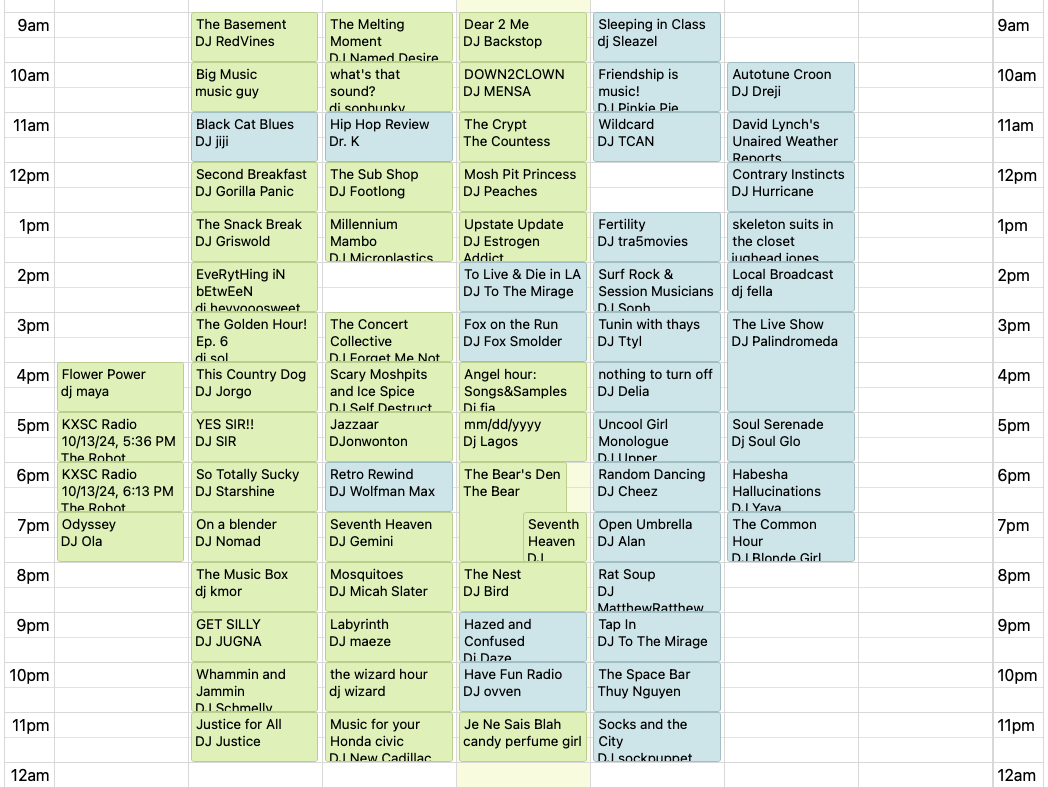 9am
The Basement
DJ RedVines
The Melting
Moment
DJ Named Desire
Dear 2 Me
DJ Backstop
Sleeping in Class
dj Sleazel
9am
10am
Big Music
music guy
what's that
sound?
dj sophunky
DOWN2CLOWN
DJ MENSA
Friendship is
music!
DJ Pinkie Pie
Autotune Croon
DJ Dreji
10am
11am
Black Cat Blues
DJ jiji
Hip Hop Review
Dr. K
The Crypt
The Countess
Wildcard
DJ TCAN
David Lynch's
Unaired Weather
Reports
11am
12pm
Second Breakfast
DJ Gorilla Panic
The Sub Shop
DJ Footlong
Mosh Pit Princess
DJ Peaches
Contrary Instincts
DJ Hurricane
12pm
1pm
The Snack Break
DJ Griswold
Millennium
Mambo
DJ Microplastics
Upstate Update
DJ Estrogen
Addict
Fertility
DJ tra5movies
skeleton suits in
the closet
jughead jones
1pm
2pm
EveRytHing iN
bEtwEeN
dj heyyooosweet
To Live & Die in LA
DJ To The Mirage
Surf Rock &
Session Musicians
DJ Soph
Local Broadcast
dj fella
2pm
3pm
The Golden Hour!
Ep. 6
dj sol
The Concert
Collective
DJ Forget Me Not
Fox on the Run
DJ Fox Smolder
Tunin with thays
DJ Ttyl
The Live Show
DJ Palindromeda
3pm
4pm
Flower Power
dj maya
This Country Dog
DJ Jorgo
Scary Moshpits
and Ice Spice
DJ Self Destruct
Angel hour:
Songs&Samples
Dj fia
nothing to turn off
DJ Delia
4pm
5pm
KXSC Radio
10/13/24, 5:36 PM
The Robot
YES SIR!!
DJ SIR
Jazzaar
DJonwonton
mm/dd/yyyy
Dj Lagos
Uncool Girl
Monologue
DJ Upper
Soul Serenade
Dj Soul Glo
5pm
6pm
KXSC Radio
10/13/24, 6:13 PM
The Robot
So Totally Sucky
DJ Starshine
Retro Rewind
DJ Wolfman Max
The Bear's Den
The Bear
Random Dancing
DJ Cheez
Habesha
Hallucinations
DJ Yaya
6pm
7pm
Odyssey
DJ Ola
On a blender
DJ Nomad
Seventh Heaven
DJ Gemini
Seventh
Heaven
DJ
Open Umbrella
DJ Alan
The Common
Hour
DJ Blonde Girl
7pm
8pm
The Music Box
dj kmor
Mosquitoes
DJ Micah Slater
The Nest
DJ Bird
Rat Soup
DJ
MatthewRatthew
8pm
9pm
GET SILLY
DJ JUGNA
Labyrinth
DJ maeze
Hazed and
Confused
Dj Daze
Tap In
DJ To The Mirage
9pm
10pm
Whammin and
Jammin
DJ Schmelly
the wizard hour
dj wizard
Have Fun Radio
DJ ovven
The Space Bar
Thuy Nguyen
10pm
11pm
Justice for All
DJ Justice
Music for your
Honda civic
DJ New Cadillac
Je Ne Sais Blah
candy perfume girl
Socks and the
City
DJ sockpuppet
11pm
12am
12am